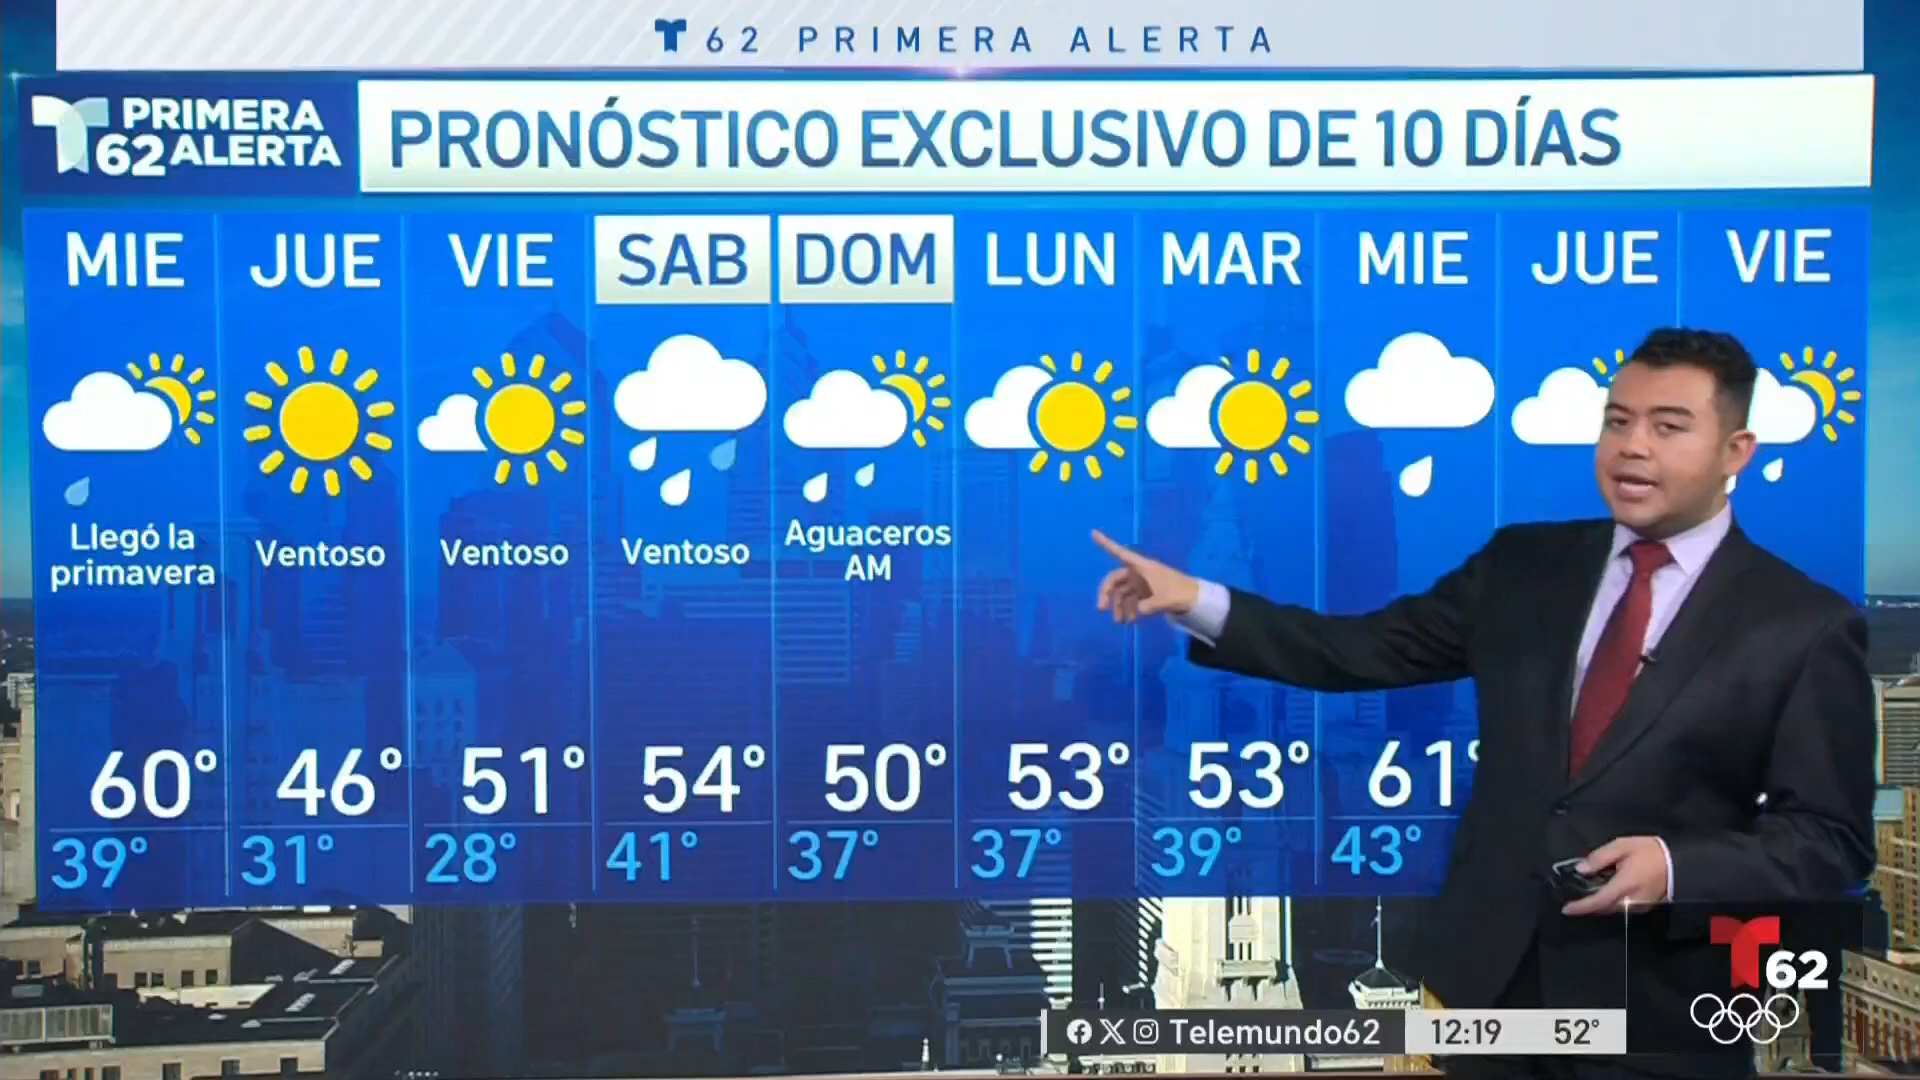 62 PRIMERA ALERTA
PRIMERA
62 ALERTA
PRONÓSTICO EXCLUSIVO DE 10 DÍAS
MIE JUE VIE SAB DOM LUN MAR MIE JUE VIE
Llegó la
primavera
Ventoso
Ventoso
Ventoso
Aguaceros
AM
60° 46° 51° 54° 50° 53° 53° 61°
39° 31° 28° 41° 37° 37° 39° 43°
62
Telemundo62 12:19 52°